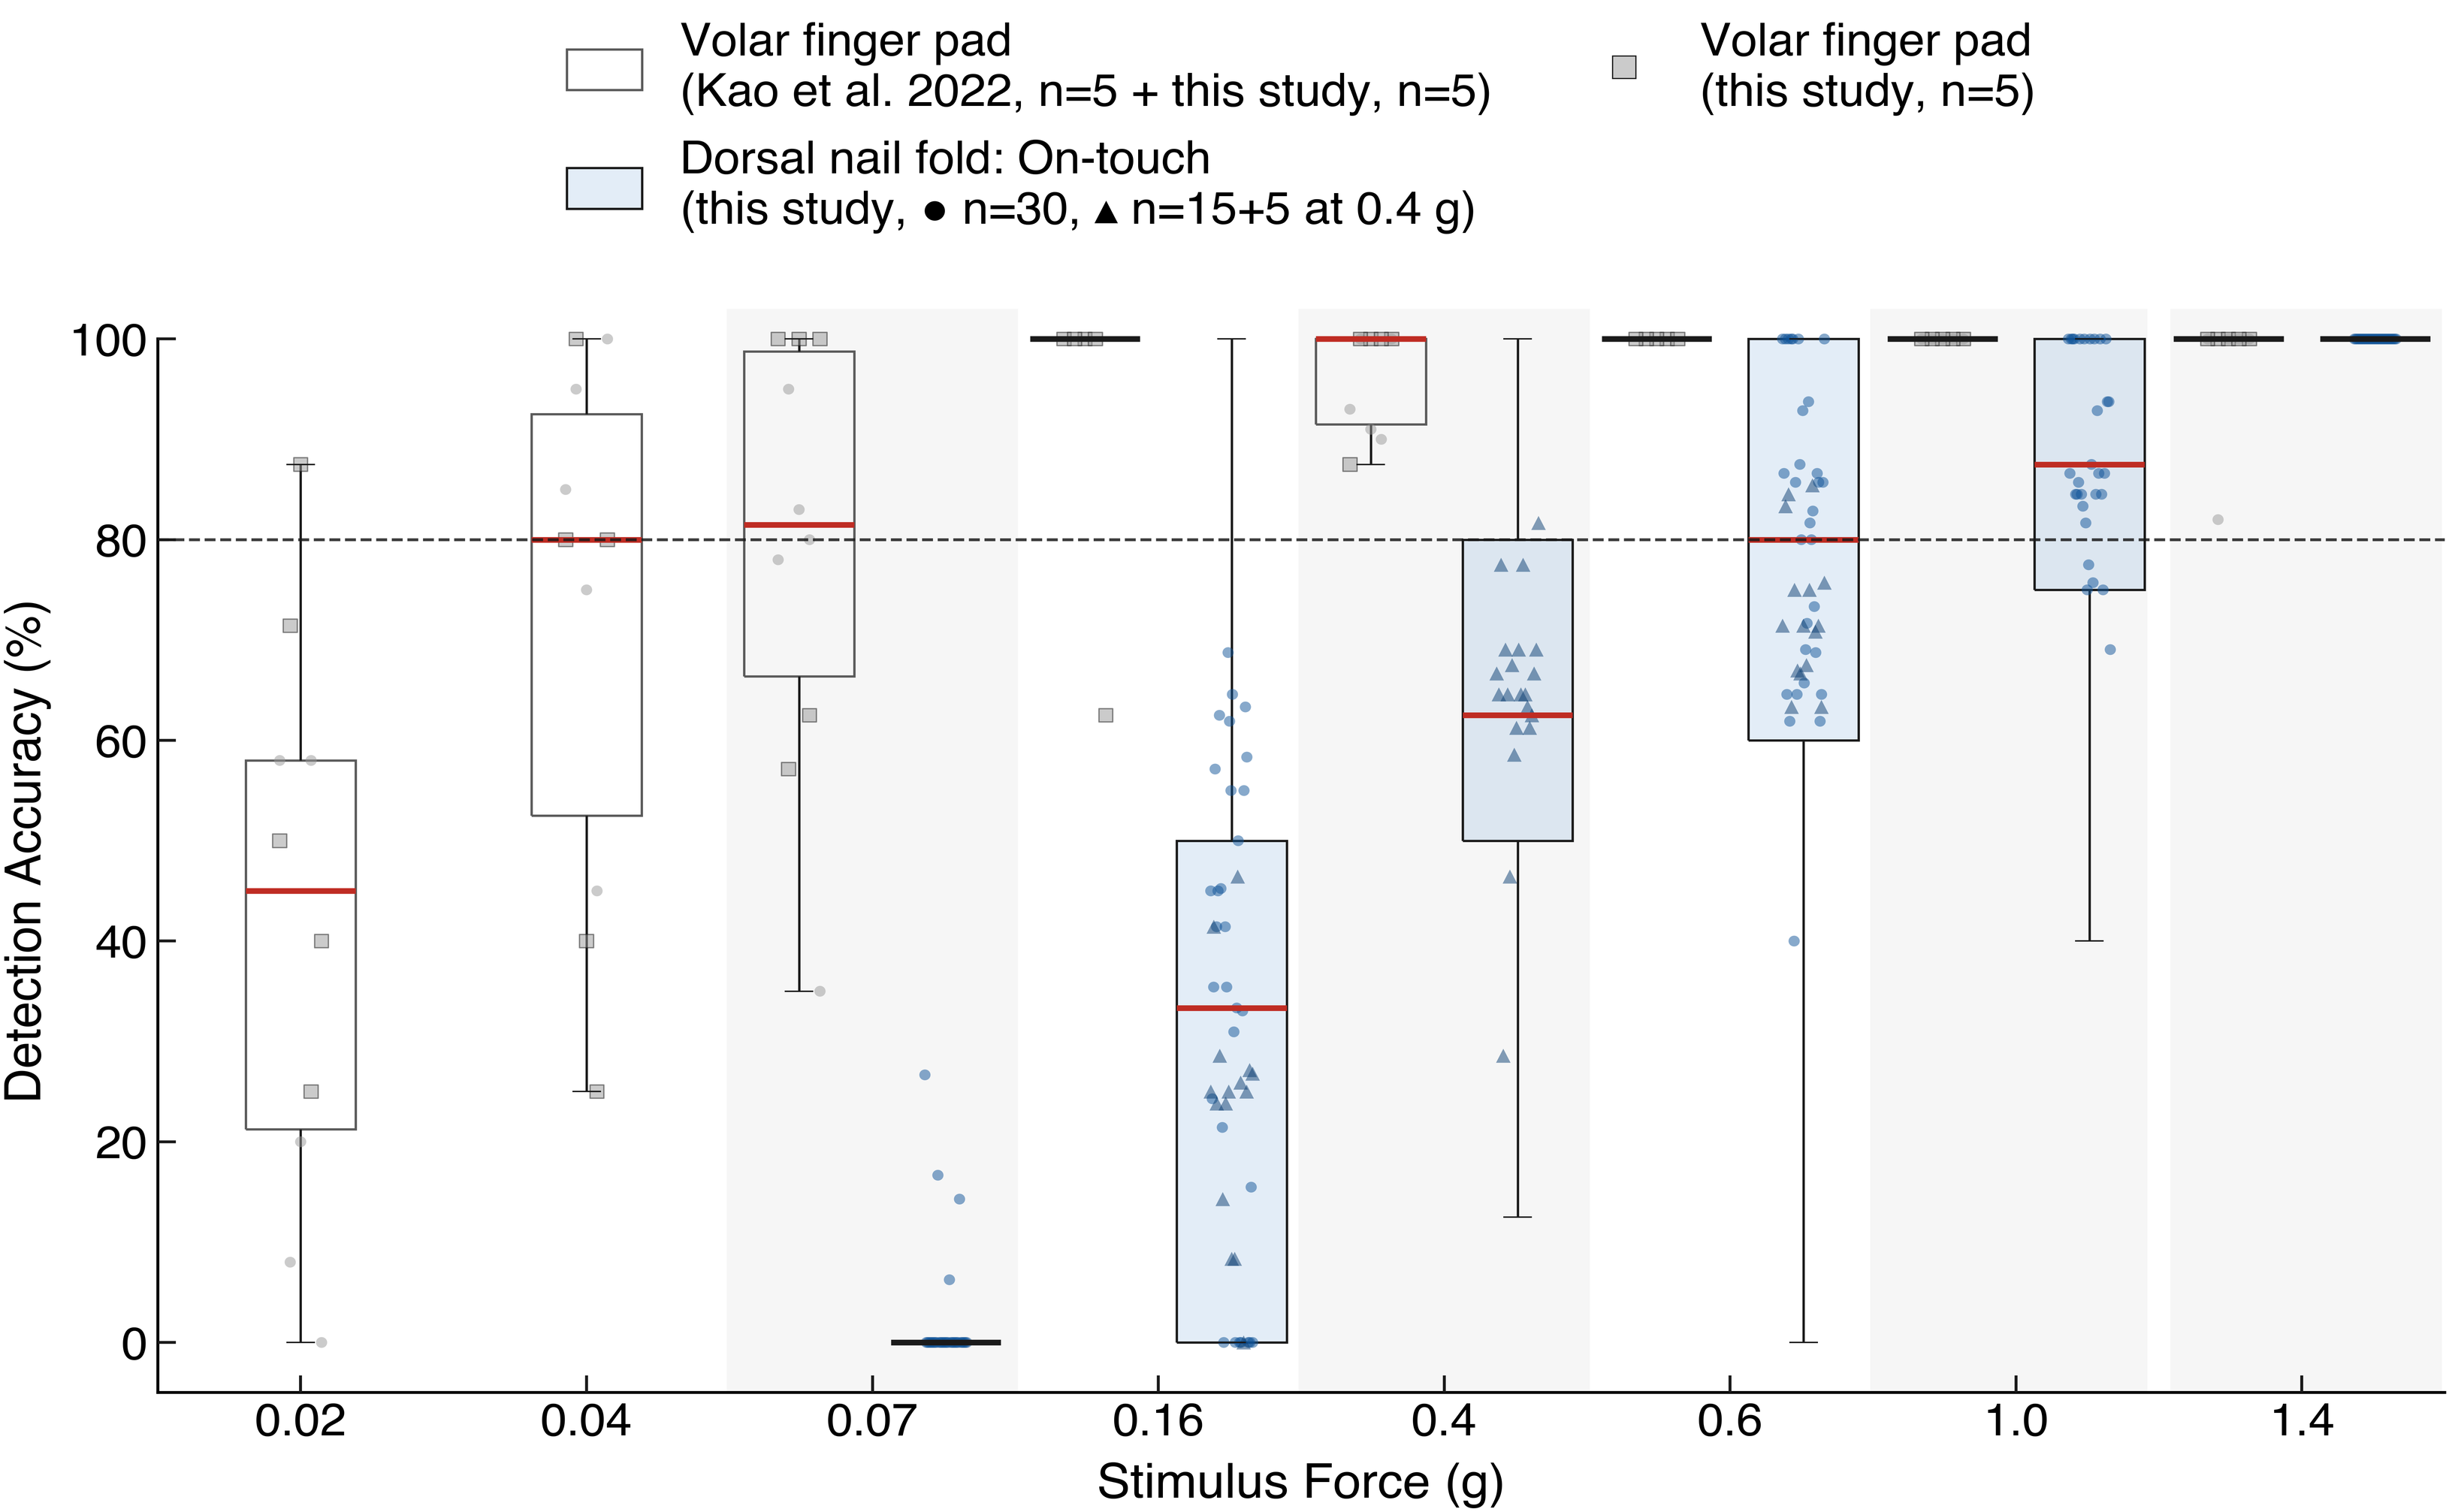 Volar finger pad
(Kao et al. 2022, n=5 + this study, n=5)
Dorsal nail fold: On-touch
(this study, ● n=30, ▲ n=15+5 at 0.4 g)
Volar finger pad
(this study, n=5)
Detection Accuracy (%)
100
80
60
40
20
0
0.02
0.04
0.07
0.16
0.4
0.6
1.0
1.4
Stimulus Force (g)